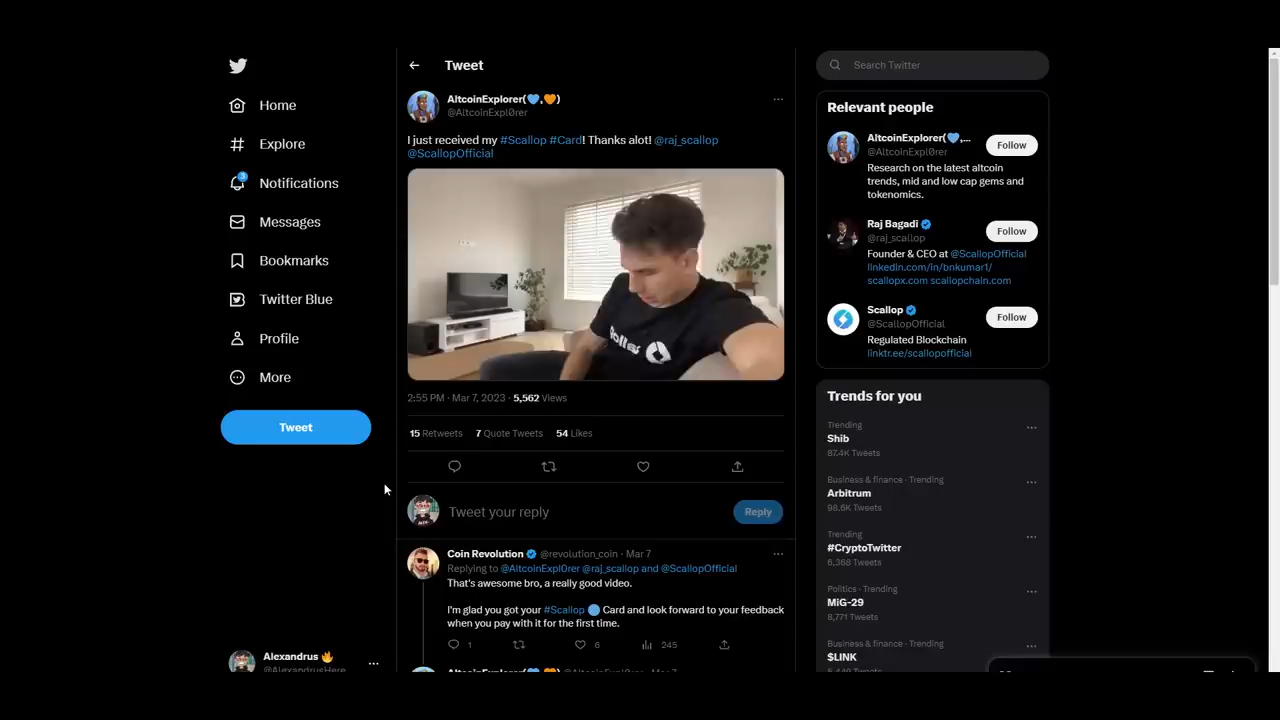 Home
Explore
3
Notifications
Messages
Bookmarks
Twitter Blue
Profile
More
Tweet
Alexandrus 🔥
@AlexandrusHere
Tweet
AltcoinExplorer(🩵,🧡)
@AltcoinExpl0rer
I just received my #Scallop #Card! Thanks alot! @raj_scallop
@ScallopOfficial
2:55 PM · Mar 7, 2023 · 5,562 Views
15 Retweets 7 Quote Tweets 54 Likes
Tweet your reply
Reply
Coin Revolution @revolution_coin · Mar 7
Replying to @AltcoinExpl0rer @raj_scallop and @ScallopOfficial
That's awesome bro, a really good video.
I'm glad you got your #Scallop 🔵 Card and look forward to your feedback
when you pay with it for the first time.
1 6 245
Search Twitter
Relevant people
AltcoinExplorer(🩵,...
@AltcoinExpl0rer
Follow
Research on the latest altcoin
trends, mid and low cap gems and
tokenomics.
Raj Bagadi
@raj_scallop
Follow
Founder & CEO at @ScallopOfficial
linkedin.com/in/bnkumar1/
scallopx.com scallopchain.com
Scallop
@ScallopOfficial
Follow
Regulated Blockchain
linktr.ee/scallopofficial
Trends for you
Trending
Shib
87.4K Tweets
Business & finance · Trending
Arbitrum
98.6K Tweets
Trending
#CryptoTwitter
6,368 Tweets
Politics · Trending
MiG-29
8,771 Tweets
Business & finance · Trending
$LINK